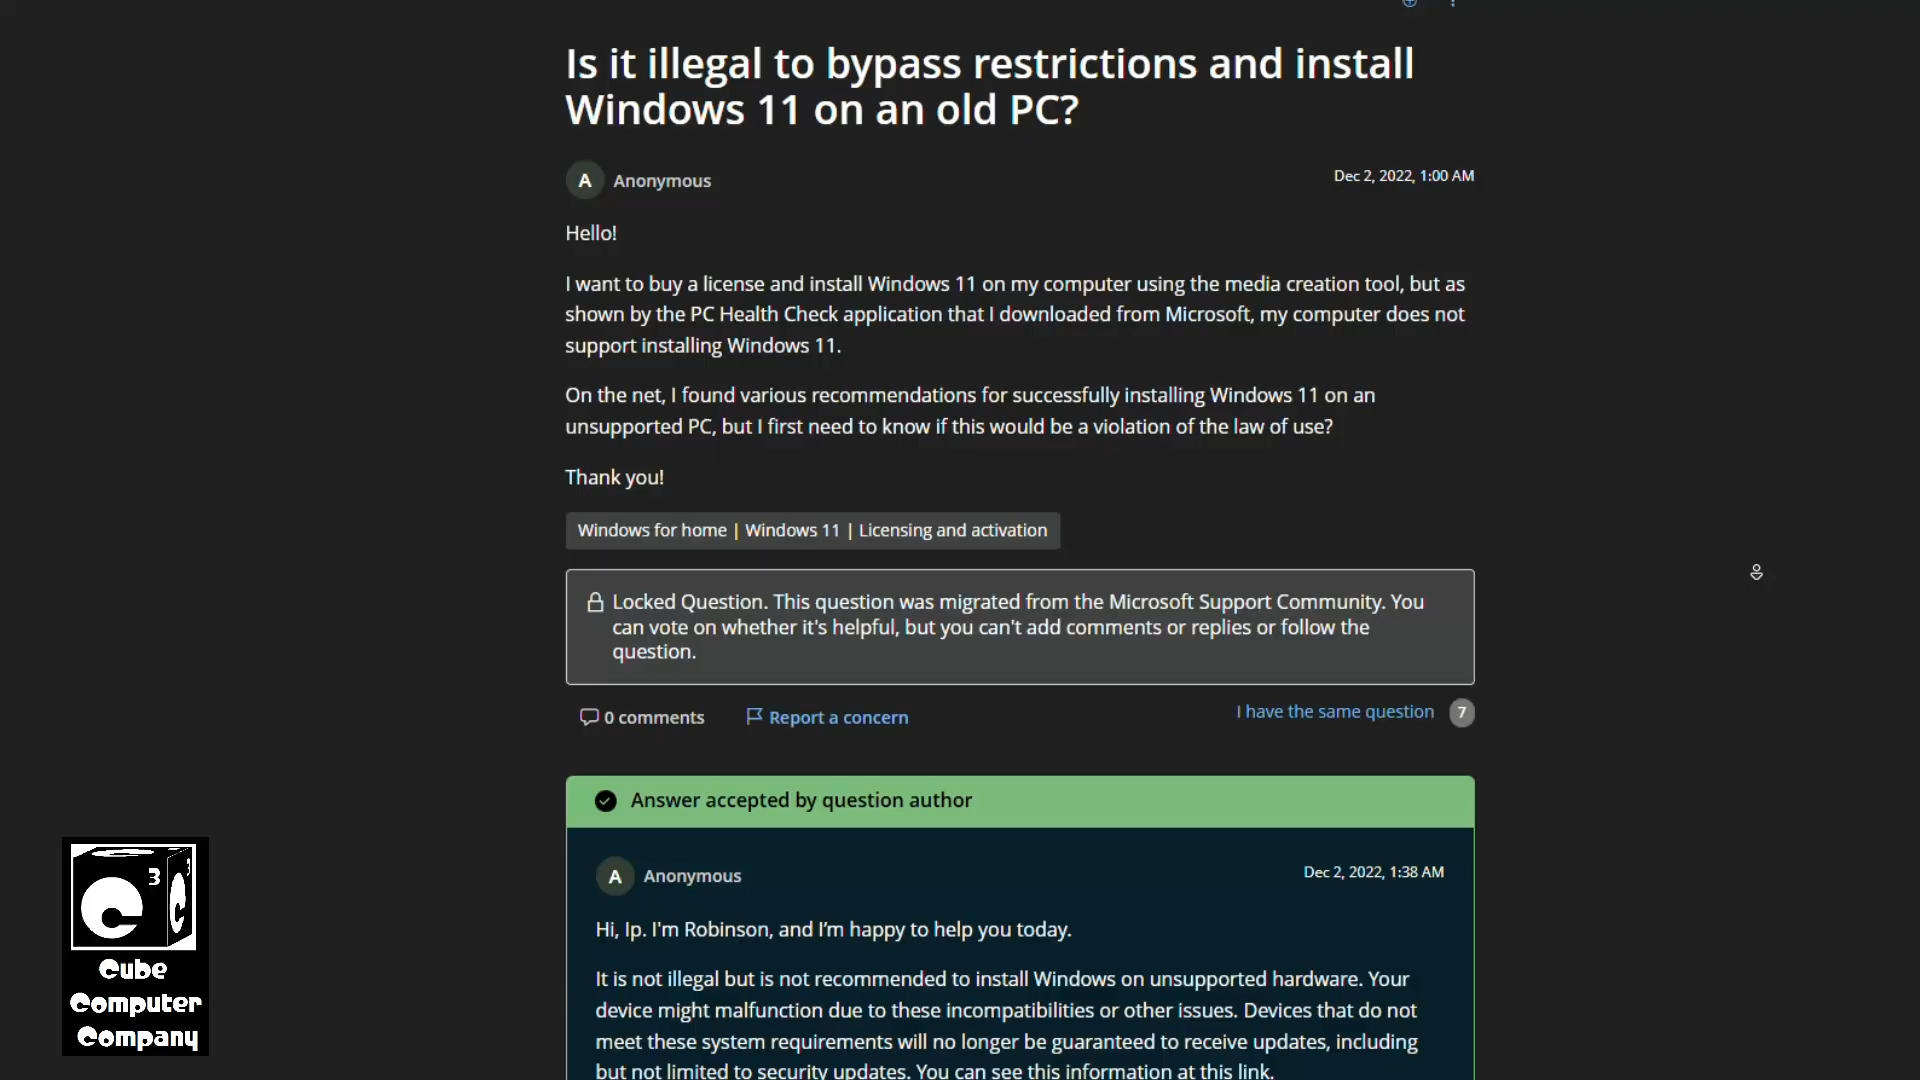 Is it illegal to bypass restrictions and install
Windows 11 on an old PC?
A Anonymous
Dec 2, 2022, 1:00 AM
Hello!
I want to buy a license and install Windows 11 on my computer using the media creation tool, but as
shown by the PC Health Check application that I downloaded from Microsoft, my computer does not
support installing Windows 11.
On the net, I found various recommendations for successfully installing Windows 11 on an
unsupported PC, but I first need to know if this would be a violation of the law of use?
Thank you!
Windows for home | Windows 11 | Licensing and activation
Locked Question. This question was migrated from the Microsoft Support Community. You
can vote on whether it's helpful, but you can't add comments or replies or follow the
question.
0 comments
Report a concern
I have the same question 7
Answer accepted by question author
A Anonymous
Dec 2, 2022, 1:38 AM
Hi, Ip. I'm Robinson, and I’m happy to help you today.
It is not illegal but is not recommended to install Windows on unsupported hardware. Your
device might malfunction due to these incompatibilities or other issues. Devices that do not
meet these system requirements will no longer be guaranteed to receive updates, including
but not limited to security updates. You can see this information at this link.
C 3 C 3
Cube
Computer
Company